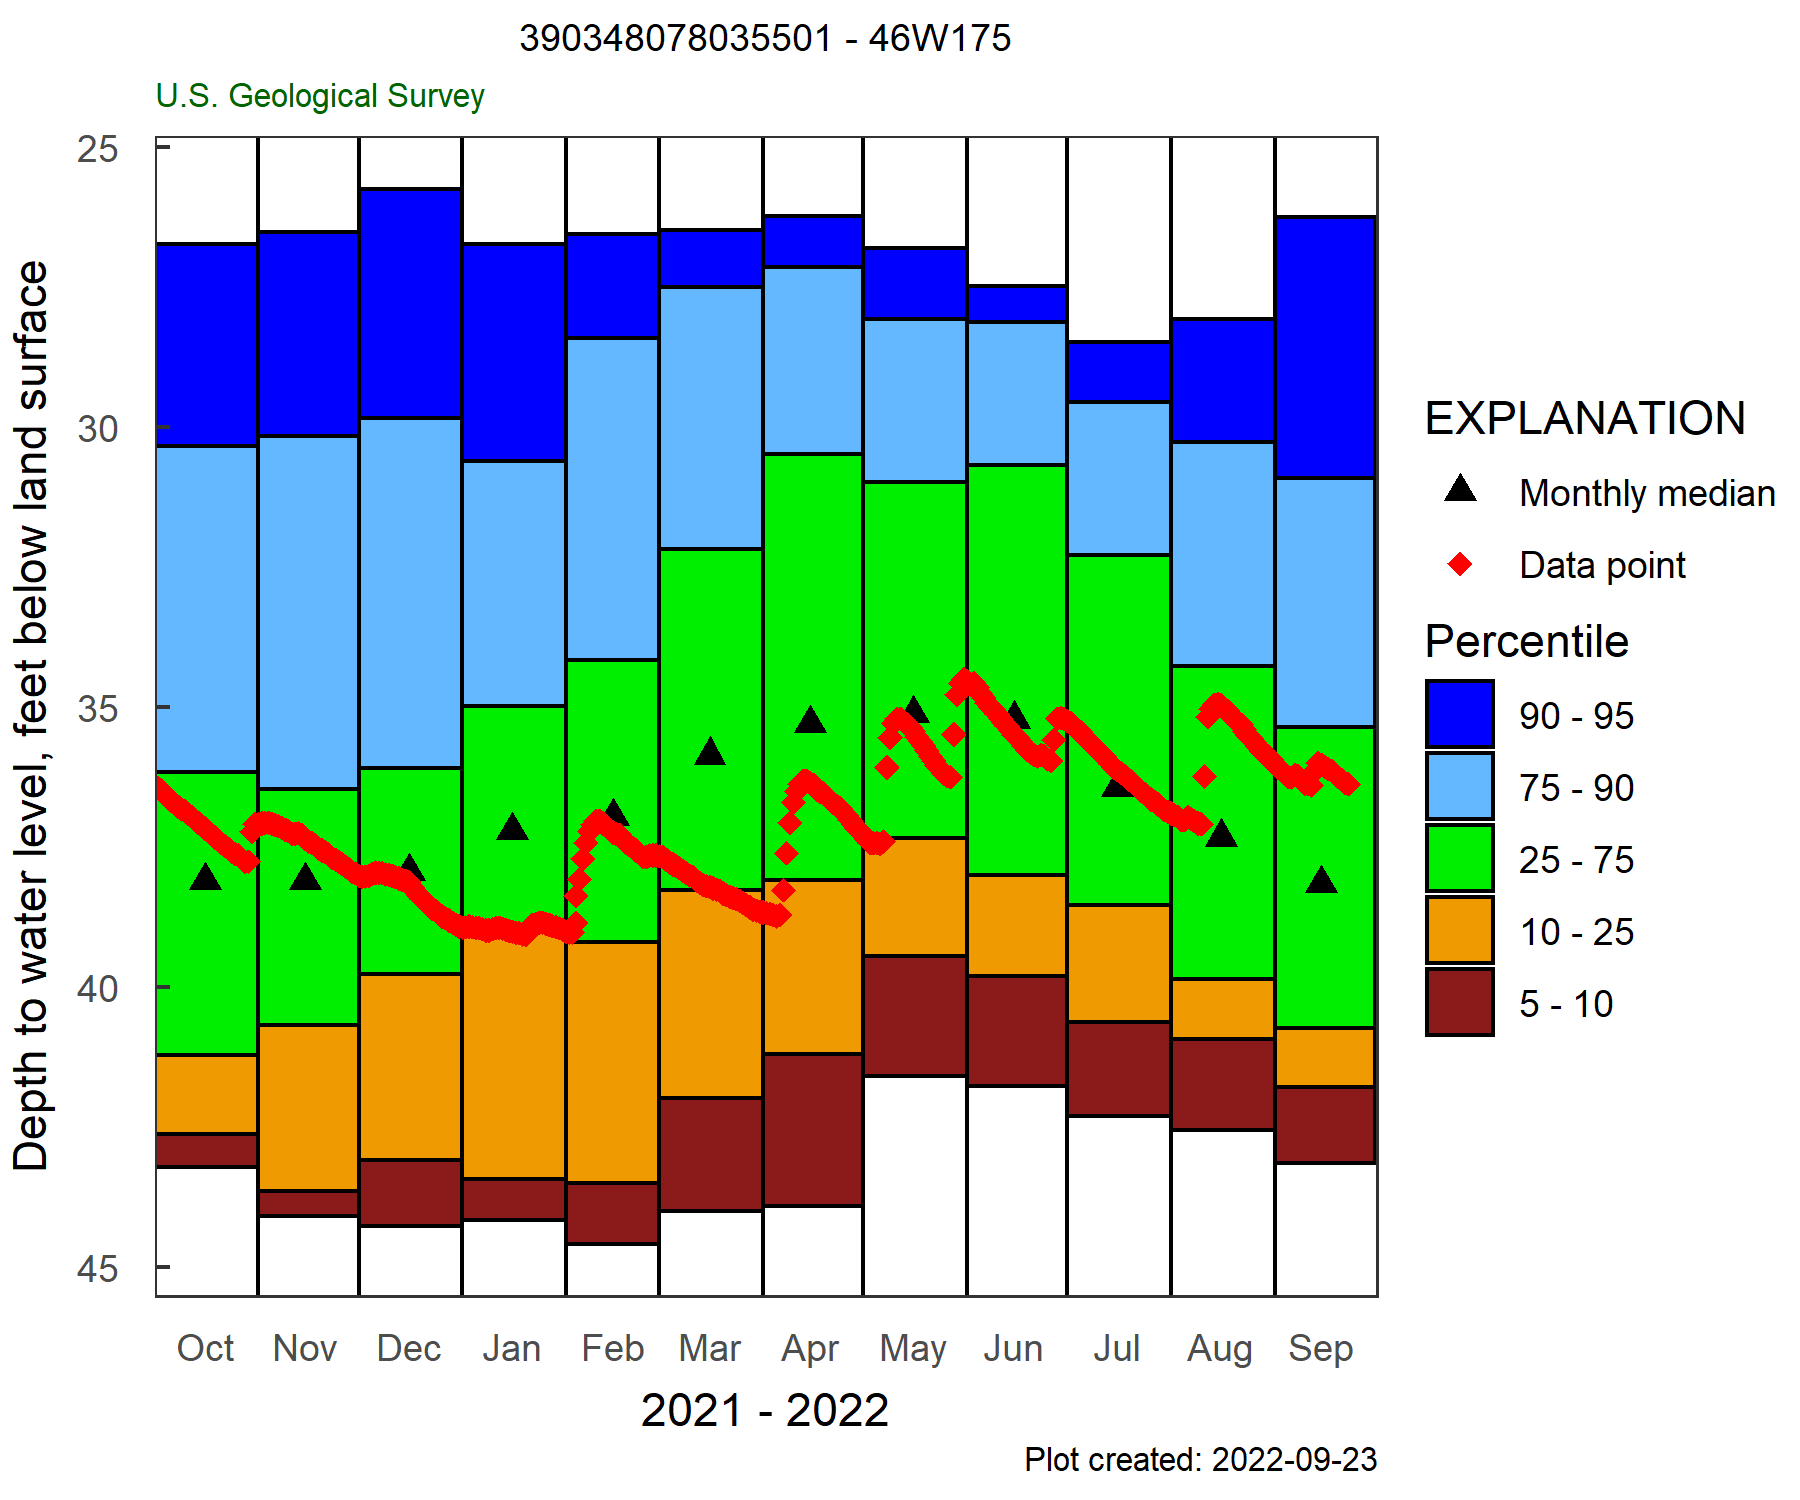 390348078035501 - 46W175
U.S. Geological Survey
Depth to water level, feet below land surface
25
30
35
40
45
Oct Nov Dec Jan Feb Mar Apr May Jun Jul Aug Sep
2021 - 2022
EXPLANATION
Monthly median
Data point
Percentile
90 - 95
75 - 90
25 - 75
10 - 25
5 - 10
Plot created: 2022-09-23